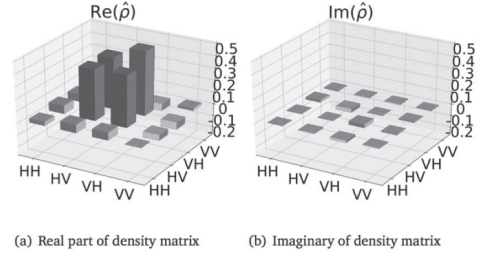 Re(ρ̂)
0.5
0.4
0.3
0.2
0.1
0
-0.1
-0.2
HH HV VH VV
HH HV VH VV
(a) Real part of density matrix
Im(ρ̂)
0.5
0.4
0.3
0.2
0.1
0
-0.1
-0.2
HH HV VH VV
HH HV VH VV
(b) Imaginary of density matrix